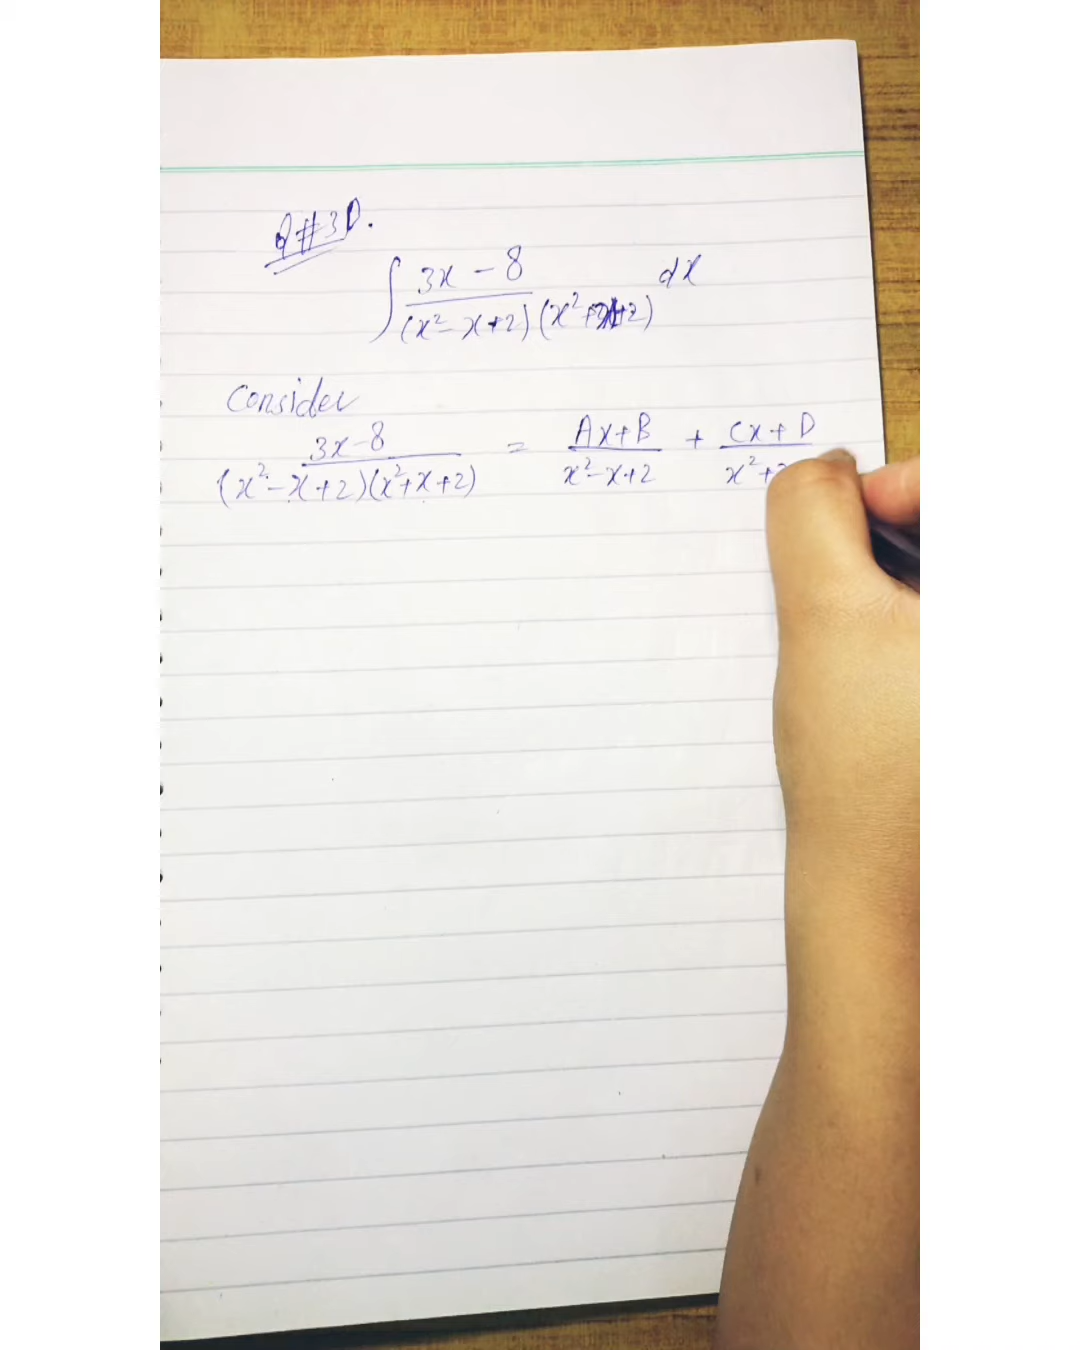 Q#30.
∫ 3x - 8 / (x² - x + 2) (x² + x + 2) dx
Consider
3x - 8 / (x² - x + 2)(x² + x + 2) = Ax + B / x² - x + 2 + Cx + D / x² +